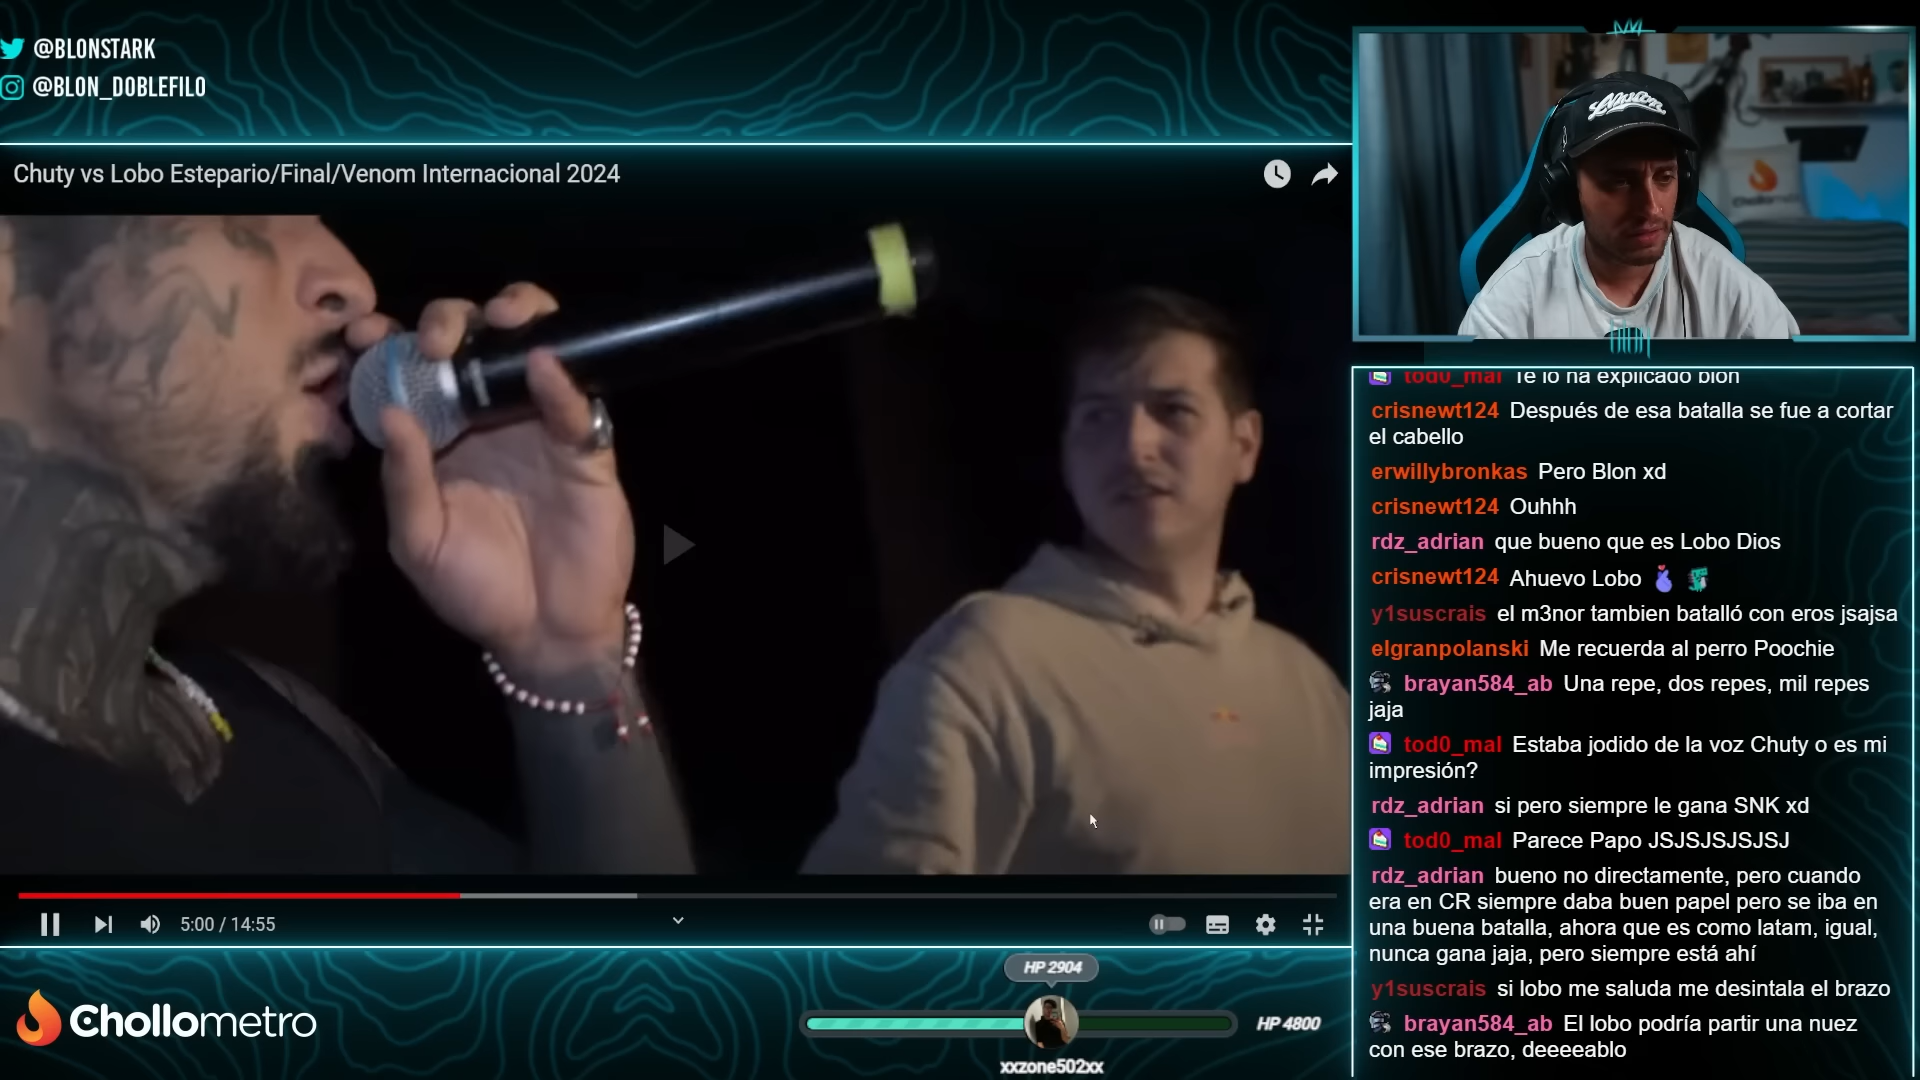 @BLONSTARK
@BLON_DOBLEFILO
Chuty vs Lobo Estepario/Final/Venom Internacional 2024
5:00 / 14:55
Chollometro
HP 2904
HP 4800
xxzone502xx
tod0_mal Te lo ha explicado blon
crisnewt124 Después de esa batalla se fue a cortar
el cabello
erwillybronkas Pero Blon xd
crisnewt124 Ouhhh
rdz_adrian que bueno que es Lobo Dios
crisnewt124 Ahuevo Lobo
y1suscrais el m3nor tambien batalló con eros jsajsa
elgranpolanski Me recuerda al perro Poochie
brayan584_ab Una repe, dos repes, mil repes
jaja
tod0_mal Estaba jodido de la voz Chuty o es mi
impresión?
rdz_adrian si pero siempre le gana SNK xd
tod0_mal Parece Papo JSJSJSJSJSJ
rdz_adrian bueno no directamente, pero cuando
era en CR siempre daba buen papel pero se iba en
una buena batalla, ahora que es como latam, igual,
nunca gana jaja, pero siempre está ahí
y1suscrais si lobo me saluda me desintala el brazo
brayan584_ab El lobo podría partir una nuez
con ese brazo, deeeeablo